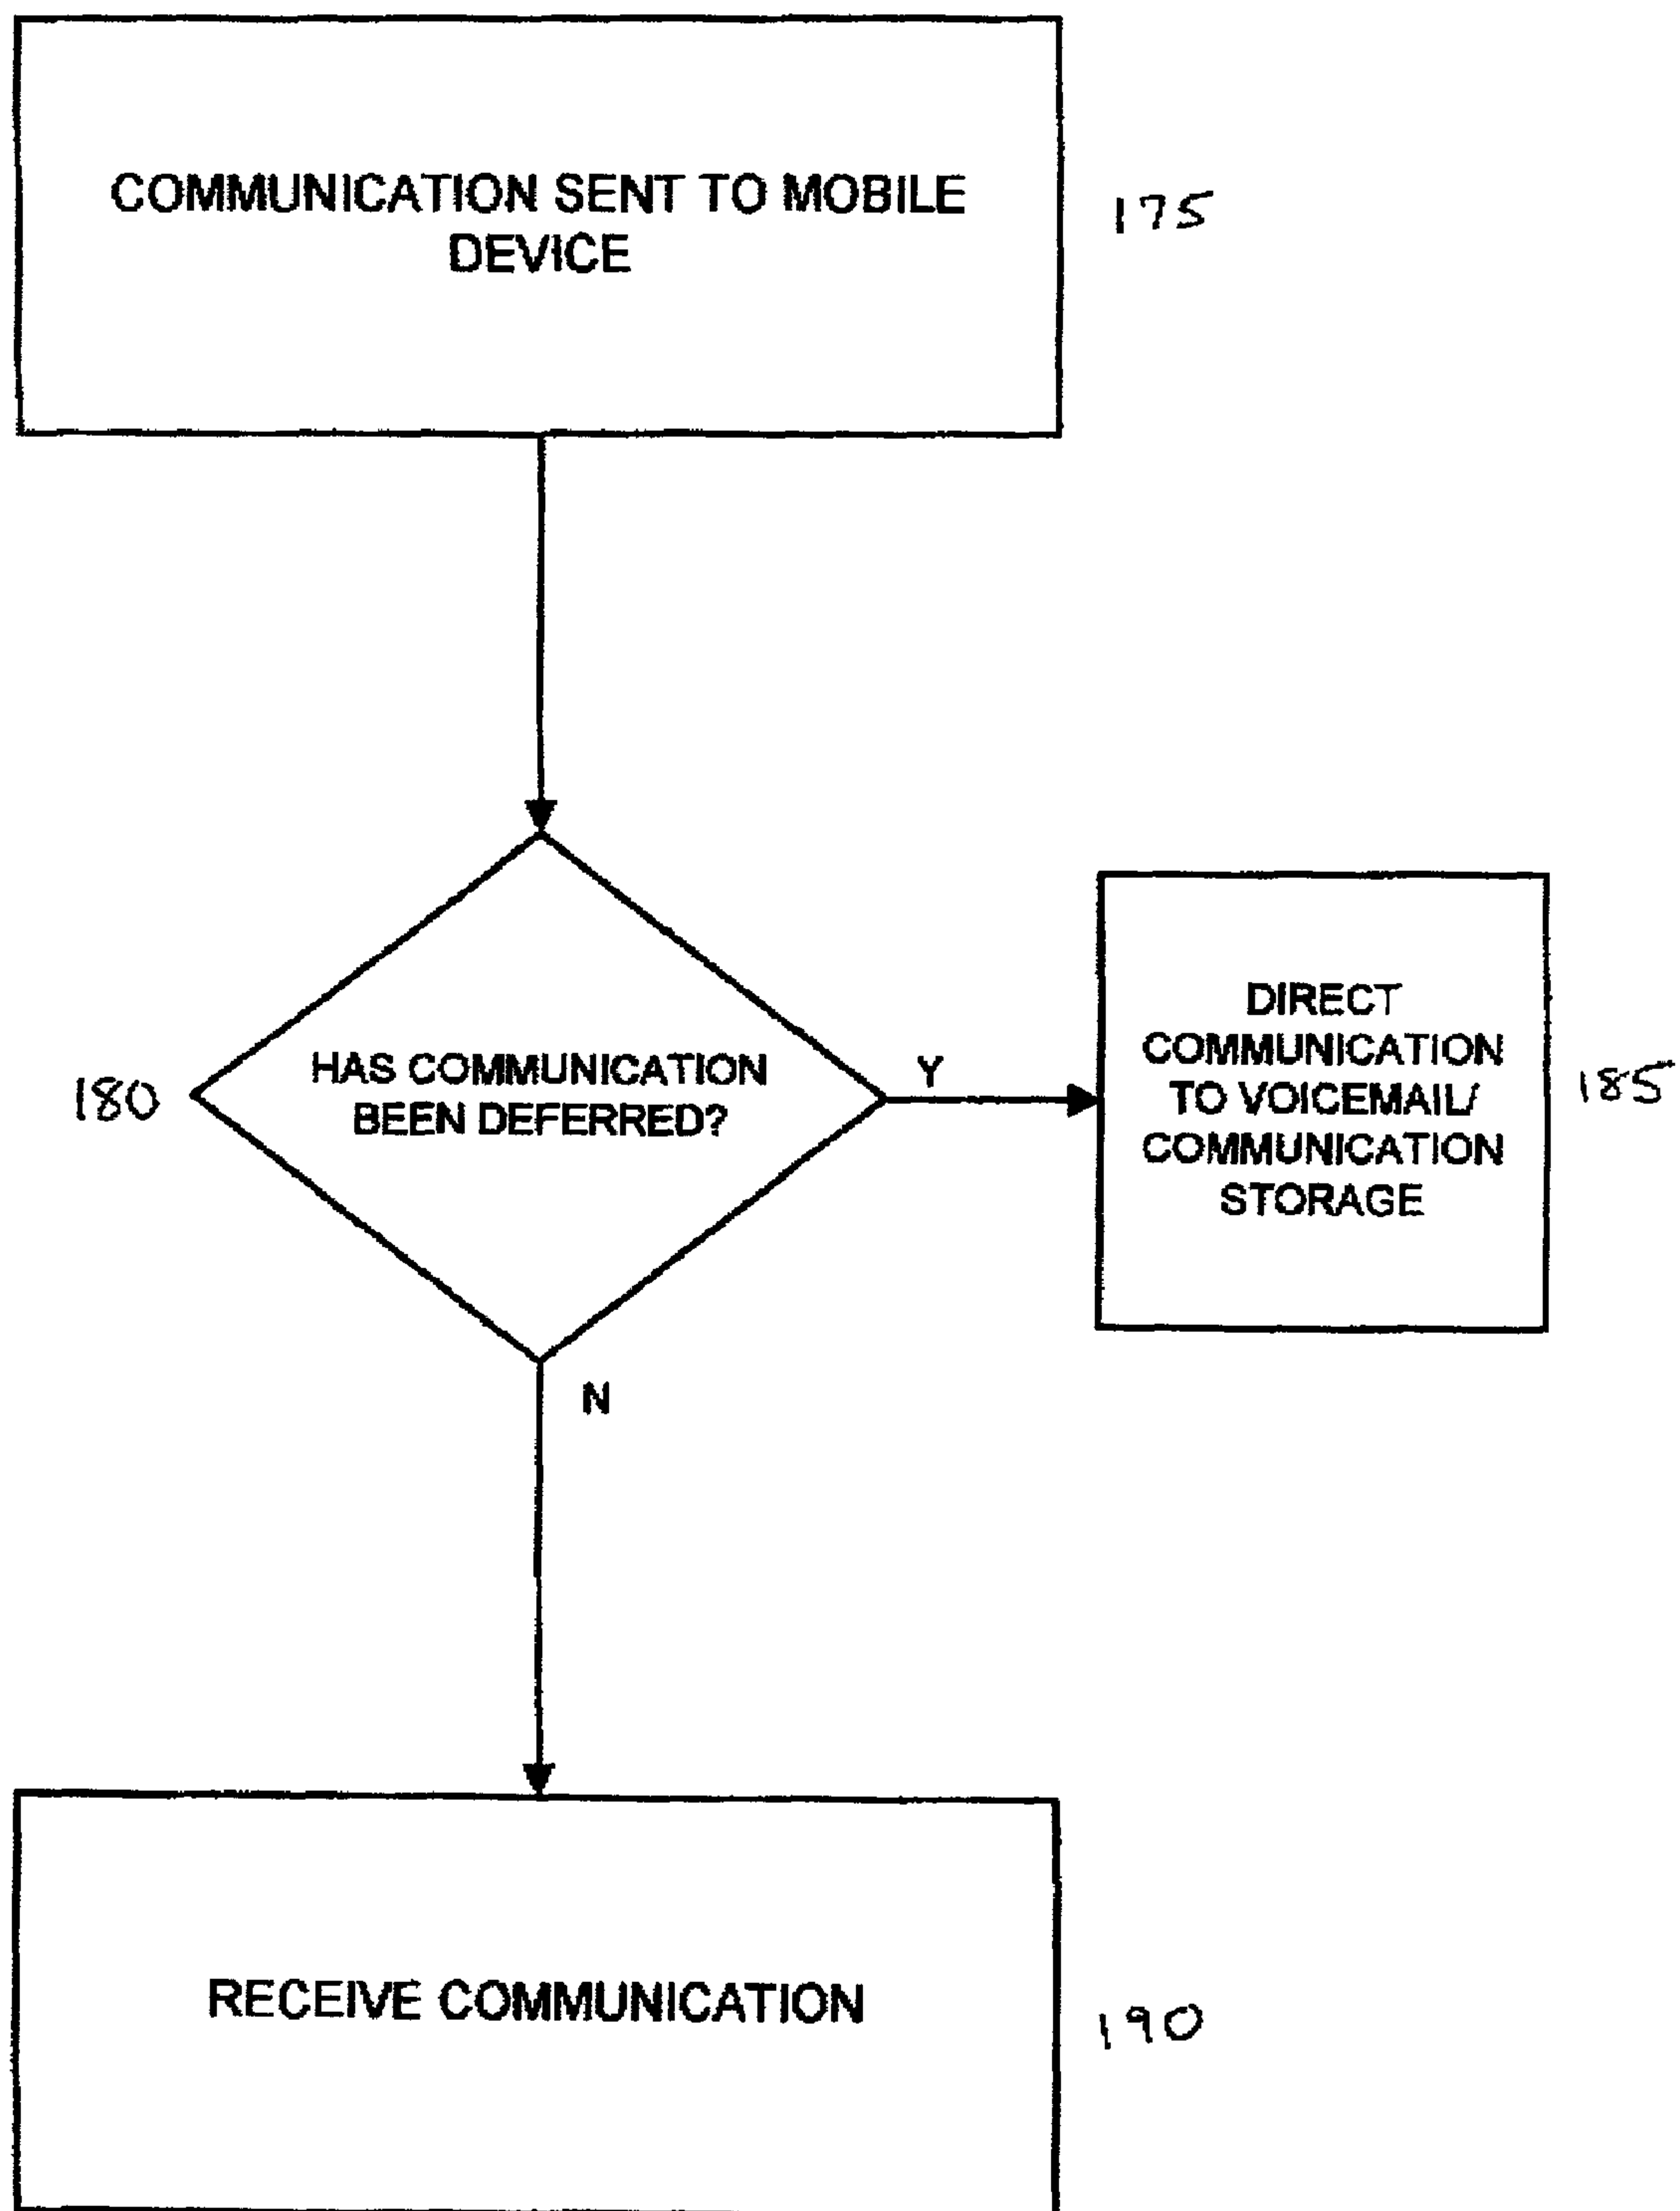 COMMUNICATION SENT TO MOBILE
DEVICE
175
HAS COMMUNICATION
BEEN DEFERRED?
180
Y
DIRECT
COMMUNICATION
TO VOICEMAIL/
COMMUNICATION
STORAGE
185
N
RECEIVE COMMUNICATION
190